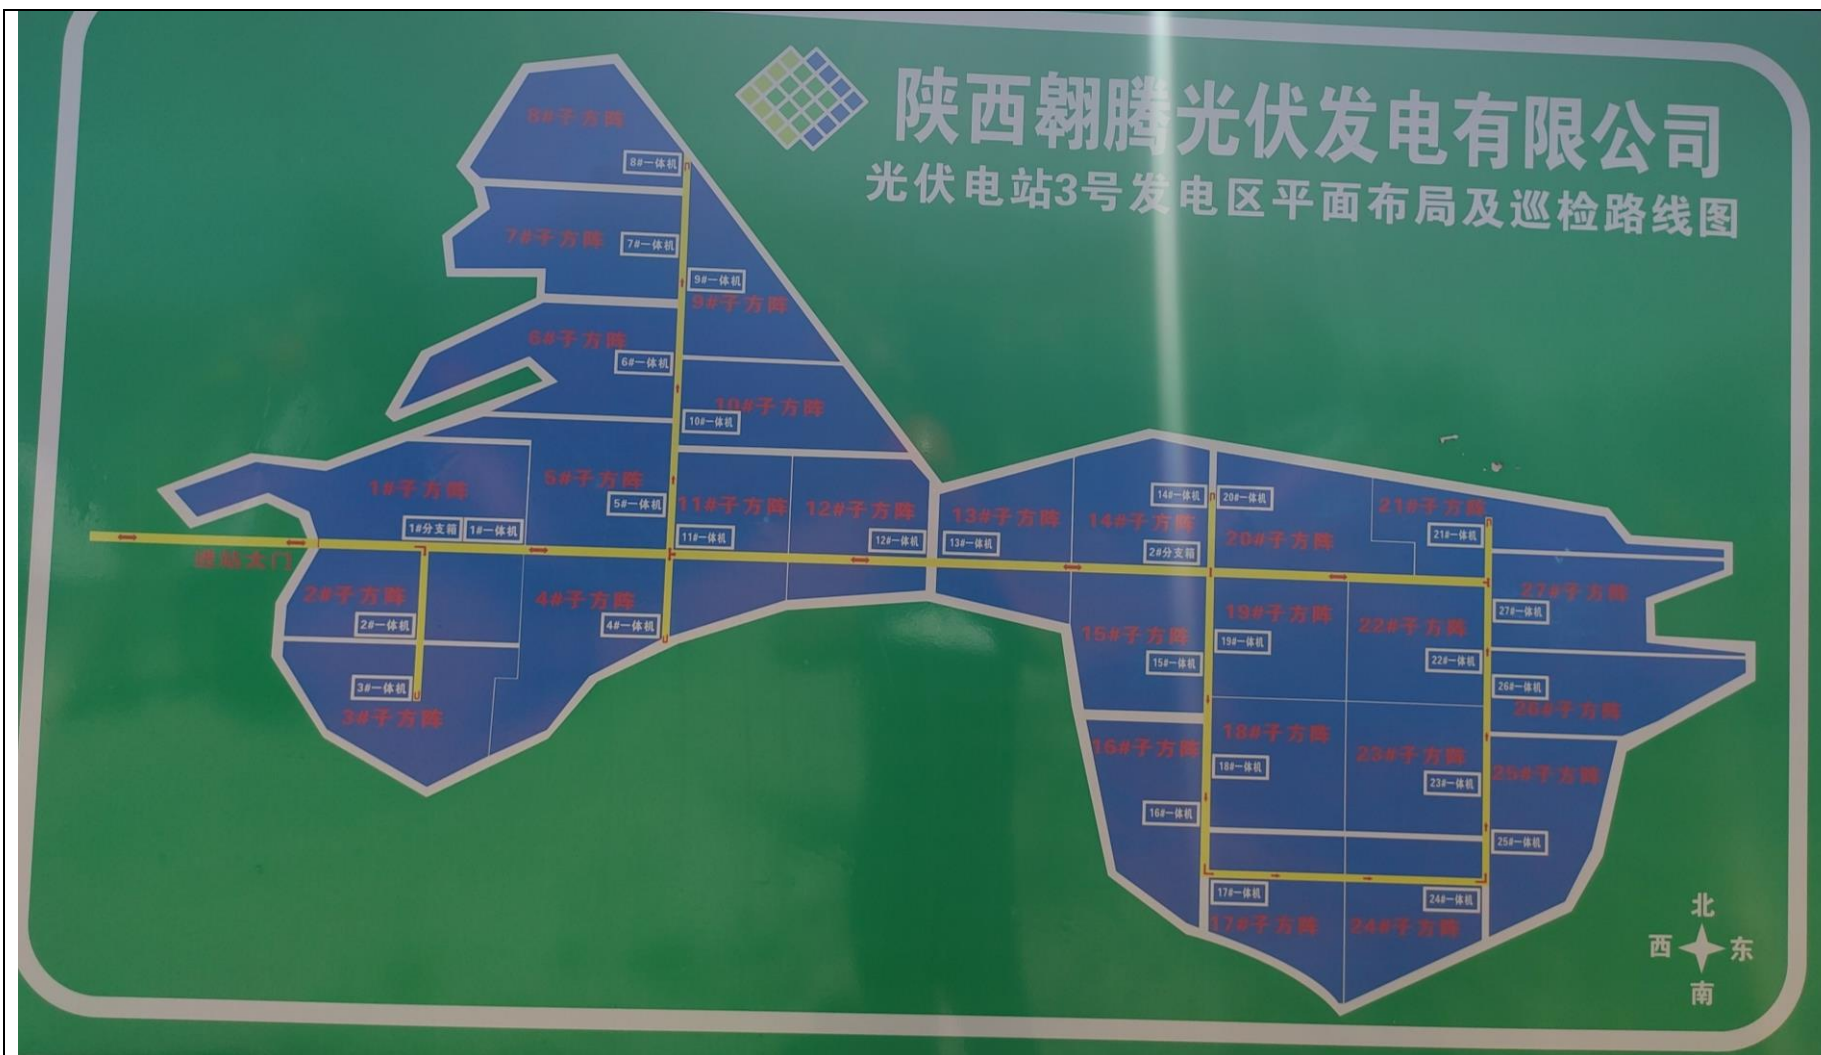 陕西翱腾光伏发电有限公司
光伏电站3号发电区平面布局及巡检路线图
8#子方阵
8#一体机
7#子方阵
7#一体机
9#一体机
9#子方阵
6#子方阵
6#一体机
10#子方阵
10#一体机
1#子方阵
5#子方阵
5#一体机
11#子方阵
12#子方阵
13#子方阵
14#一体机
20#一体机
21#子方阵
1#分支箱
1#一体机
11#一体机
12#一体机
13#一体机
14#子方阵
2#分支箱
20#子方阵
21#一体机
进站大门
2#子方阵
2#一体机
4#子方阵
4#一体机
15#子方阵
15#一体机
19#子方阵
19#一体机
22#子方阵
22#一体机
27#子方阵
27#一体机
3#一体机
3#子方阵
26#一体机
26#子方阵
16#子方阵
16#一体机
18#子方阵
18#一体机
23#子方阵
23#一体机
25#子方阵
25#一体机
17#一体机
17#子方阵
24#一体机
24#子方阵
北
西
东
南